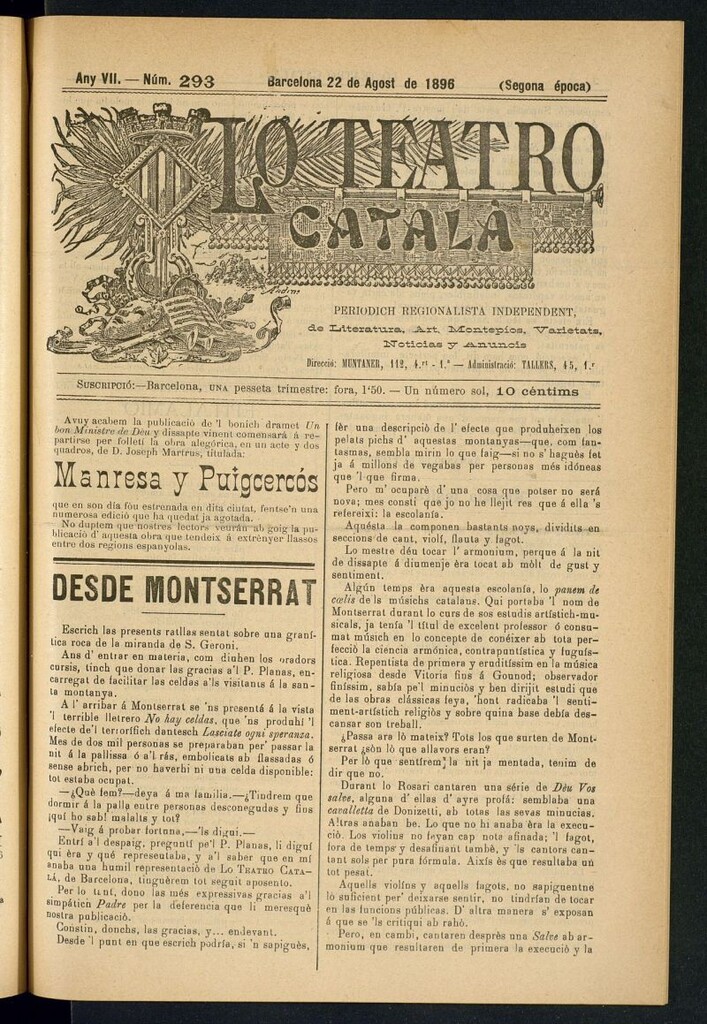 Any VII. — Núm. 293
Barcelona 22 de Agost de 1896
(Segona época)
LO TEATRO
CATALÀ
PERIODICH REGIONALISTA INDEPENDENT,
de Literatura, Art, Montepíos, Varietats,
Noticias y Anuncis
Direcció: MUNTANER, 112, 4.rt - 1.ª — Administració: TALLERS, 45, 1.r
SUSCRIPCIÓ:—Barcelona, UNA pesseta trimestre: fora, 1'50. — Un número sol, 10 céntims
Avuy acabem la publicació de 'l bonich dramet Un
bon Ministre de Dèu y dissapte vinent comensará á re-
partirse per folletí la obra alegórica, en un acte y dos
quadros, de D. Joseph Martrus, titulada:
Manresa y Puigcercós
que en son día fou estrenada en dita ciutat, fentse'n una
numerosa edició que ha quedat ja agotada.
No duptem que nostres lectors veurán ab goig la pu-
blicació d' aquesta obra que tendeix á extrènyer llassos
entre dos regions espanyolas.
DESDE MONTSERRAT
Escrich las presents ratllas sentat sobre una graní-
tica roca de la miranda de S. Geroni.
Ans d' entrar en materia, com diuhen los oradors
cursis, tinch que donar las gracias a'l P. Planas, en-
carregat de facilitar las celdas a'ls visitants á la san-
ta montanya.
A l' arribar á Montserrat se 'ns presentá á la vista
'l terrible lletrero No hay celdas, que 'ns produhí 'l
efecte de'l terrorífich dantesch Lasciate ogni speranza.
Mes de dos mil personas se preparaban per' passar la
nit á la pallissa ó a'l rás, embolicats ab flassadas ó
sense abrich, per no haverhi ni una celda disponible:
tot estaba ocupat.
—¿Qué fem?—deya á ma familia.—¿Tindrem que
dormir á la palla entre personas desconegudas y fins
¡qui ho sab! malalts y tot?
—Vaig á probar fortuna,—'ls digui.—
Entrí a'l despaig, preguntí pe'l P. Planas, li diguí
qui èra y qué representaba, y a'l saber que en mí
anaba una humil representació de LO TEATRO CATA-
LÁ, de Barcelona, tinguérem tot seguit aposento.
Per lo tant, dono las més expressivas gracias a'l
simpátich Padre per la deferencia que li meresqué
nostra publicació.
Constin, donchs, las gracias, y... endevant.
Desde 'l punt en que escrich podría, si 'n sapigués,
fèr una descripció de l' efecte que produheixen los
pelats pichs d' aquestas montanyas—que, com fan-
tasmas, sembla mirin lo que faig—si no s' hagués fet
ja á millons de vegabas per personas més idóneas
que 'l que firma.
Pero m' ocuparé d' una cosa que potser no será
nova; mes constí que jo no he llejit res que á ella 's
refereixi: la escolanía.
Aquésta la componen bastants noys, dividits en
seccions de cant, violí, flauta y fagot.
Lo mestre déu tocar l' armonium, perque á la nit
de dissapte á diumenje èra tocat ab mòlt de gust y
sentiment.
Algún temps èra aquesta escolanía, lo panem de
cœlis de ls músichs catalans. Qui portaba 'l nom de
Montserrat durant lo curs de sos estudis artístich-mu-
sicals, ja tenía 'l títul de excelent professor ó consu-
mat músich en lo concepte de conéixer ab tota per-
fecció la ciencia armónica, contrapuntística y fuguís-
tica. Repentista de primera y eruditíssim en la música
religiosa desde Vitoria fins á Gounod; observador
finíssim, sabía pe'l minuciós y ben dirijit estudi que
de las obras clássicas feya, 'hont radicaba 'l senti-
ment-artístich religiós y sobre quina base debía des-
cansar son treball.
¿Passa ara lò mateix? Tots los que surten de Mont-
serrat ¿són lò que allavors eran?
Per lò que sentírem la nit ja mentada, tenim de
dir que no.
Durant lo Rosari cantaren una série de Dèu Vos
salve, alguna d' ellas d' ayre profá: semblaba una
cavalletta de Donizetti, ab totas las sevas minucias.
Altras anaban bé. Lo que no hi anaba èra la execu-
ció. Los violins no feyan cap nota afinada; 'l fagot,
fora de temps y desafinant també, y 'ls cantors can-
tant sols per pura fórmula. Aixís és que resultaba un
tot pesat.
Aquells violíns y aquells fagots, no sapiguentne
ló suficient per' deixarse sentir, no tindrían de tocar
en las funcions públicas. D' altra manera s' exposan
á que se 'ls critiqui ab rahó.
Pero, en cambi, cantaren després una Salve ab ar-
monium que resultaren de primera la execució y la